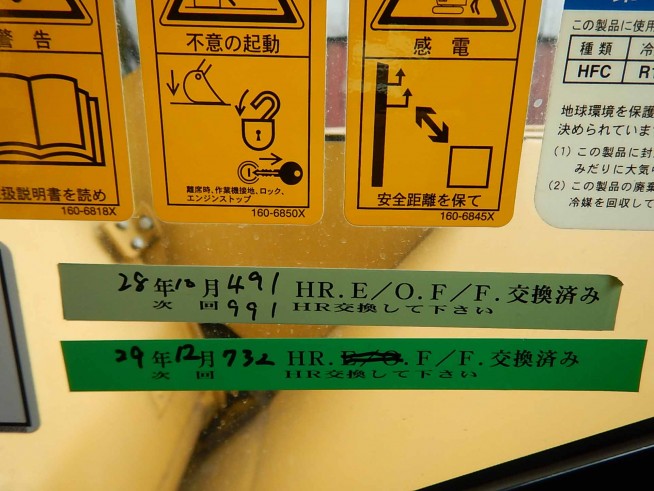 警告
扱説明書を読め
160-6818X
不意の起動
離席時、作業機接地、ロック、
エンジンストップ
160-6850X
感電
安全距離を保て
160-6845X
この製品に使用
種類 冷
HFC R1
地球環境を保護
決められていま
(1) この製品に封
みだりに大気
(2) この製品の廃棄
冷媒を回収して
28年10月491 HR.E/O.F/F.交換済み
次回991 HR交換して下さい
29年12月732 HR. E/O. F/F.交換済み
次回 HR交換して下さい